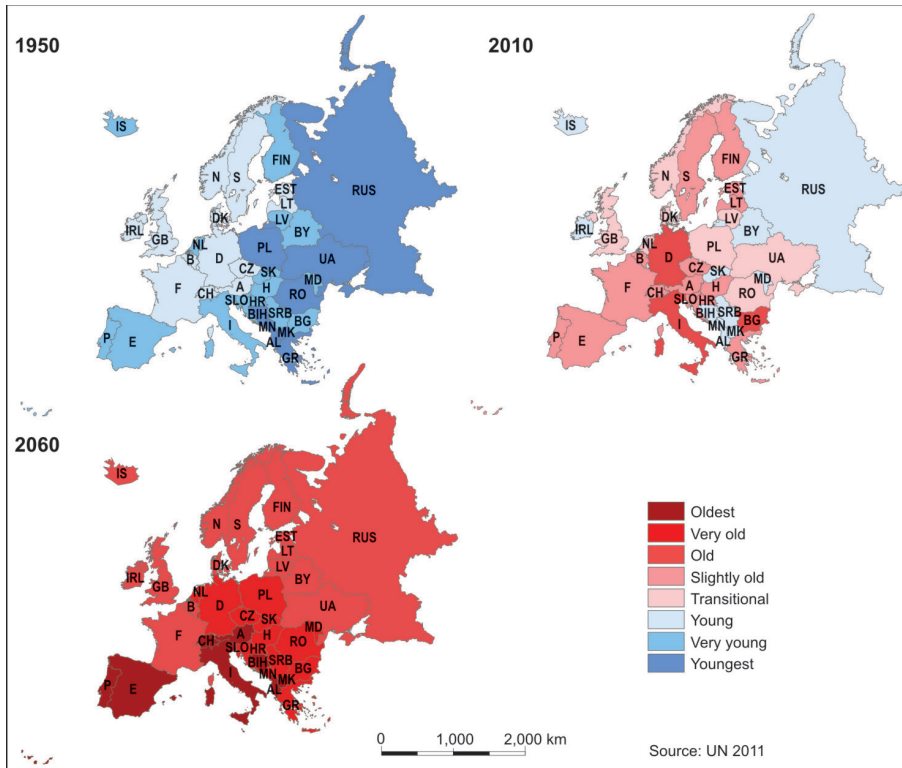 1950
IS
FIN
N
S
RUS
EST
LT
DK
LV
IRL
BY
GB
NL
PL
B
D
UA
CZ
SK
MD
F
A
H
CH
RO
SLO
HR
BIH
SRB
BG
I
MN
MK
P
E
AL
GR
2010
IS
FIN
N
S
RUS
EST
LT
DK
LV
IRL
BY
GB
NL
PL
B
D
UA
CZ
SK
MD
F
A
H
CH
RO
SLO
HR
BIH
SRB
BG
I
MN
MK
P
E
AL
GR
2060
IS
FIN
N
S
RUS
EST
LT
DK
LV
IRL
BY
GB
NL
PL
B
D
UA
CZ
SK
MD
F
A
H
CH
RO
SLO
HR
BIH
SRB
BG
I
MN
MK
P
E
AL
GR
Oldest
Very old
Old
Slightly old
Transitional
Young
Very young
Youngest
0 1,000 2,000 km
Source: UN 2011